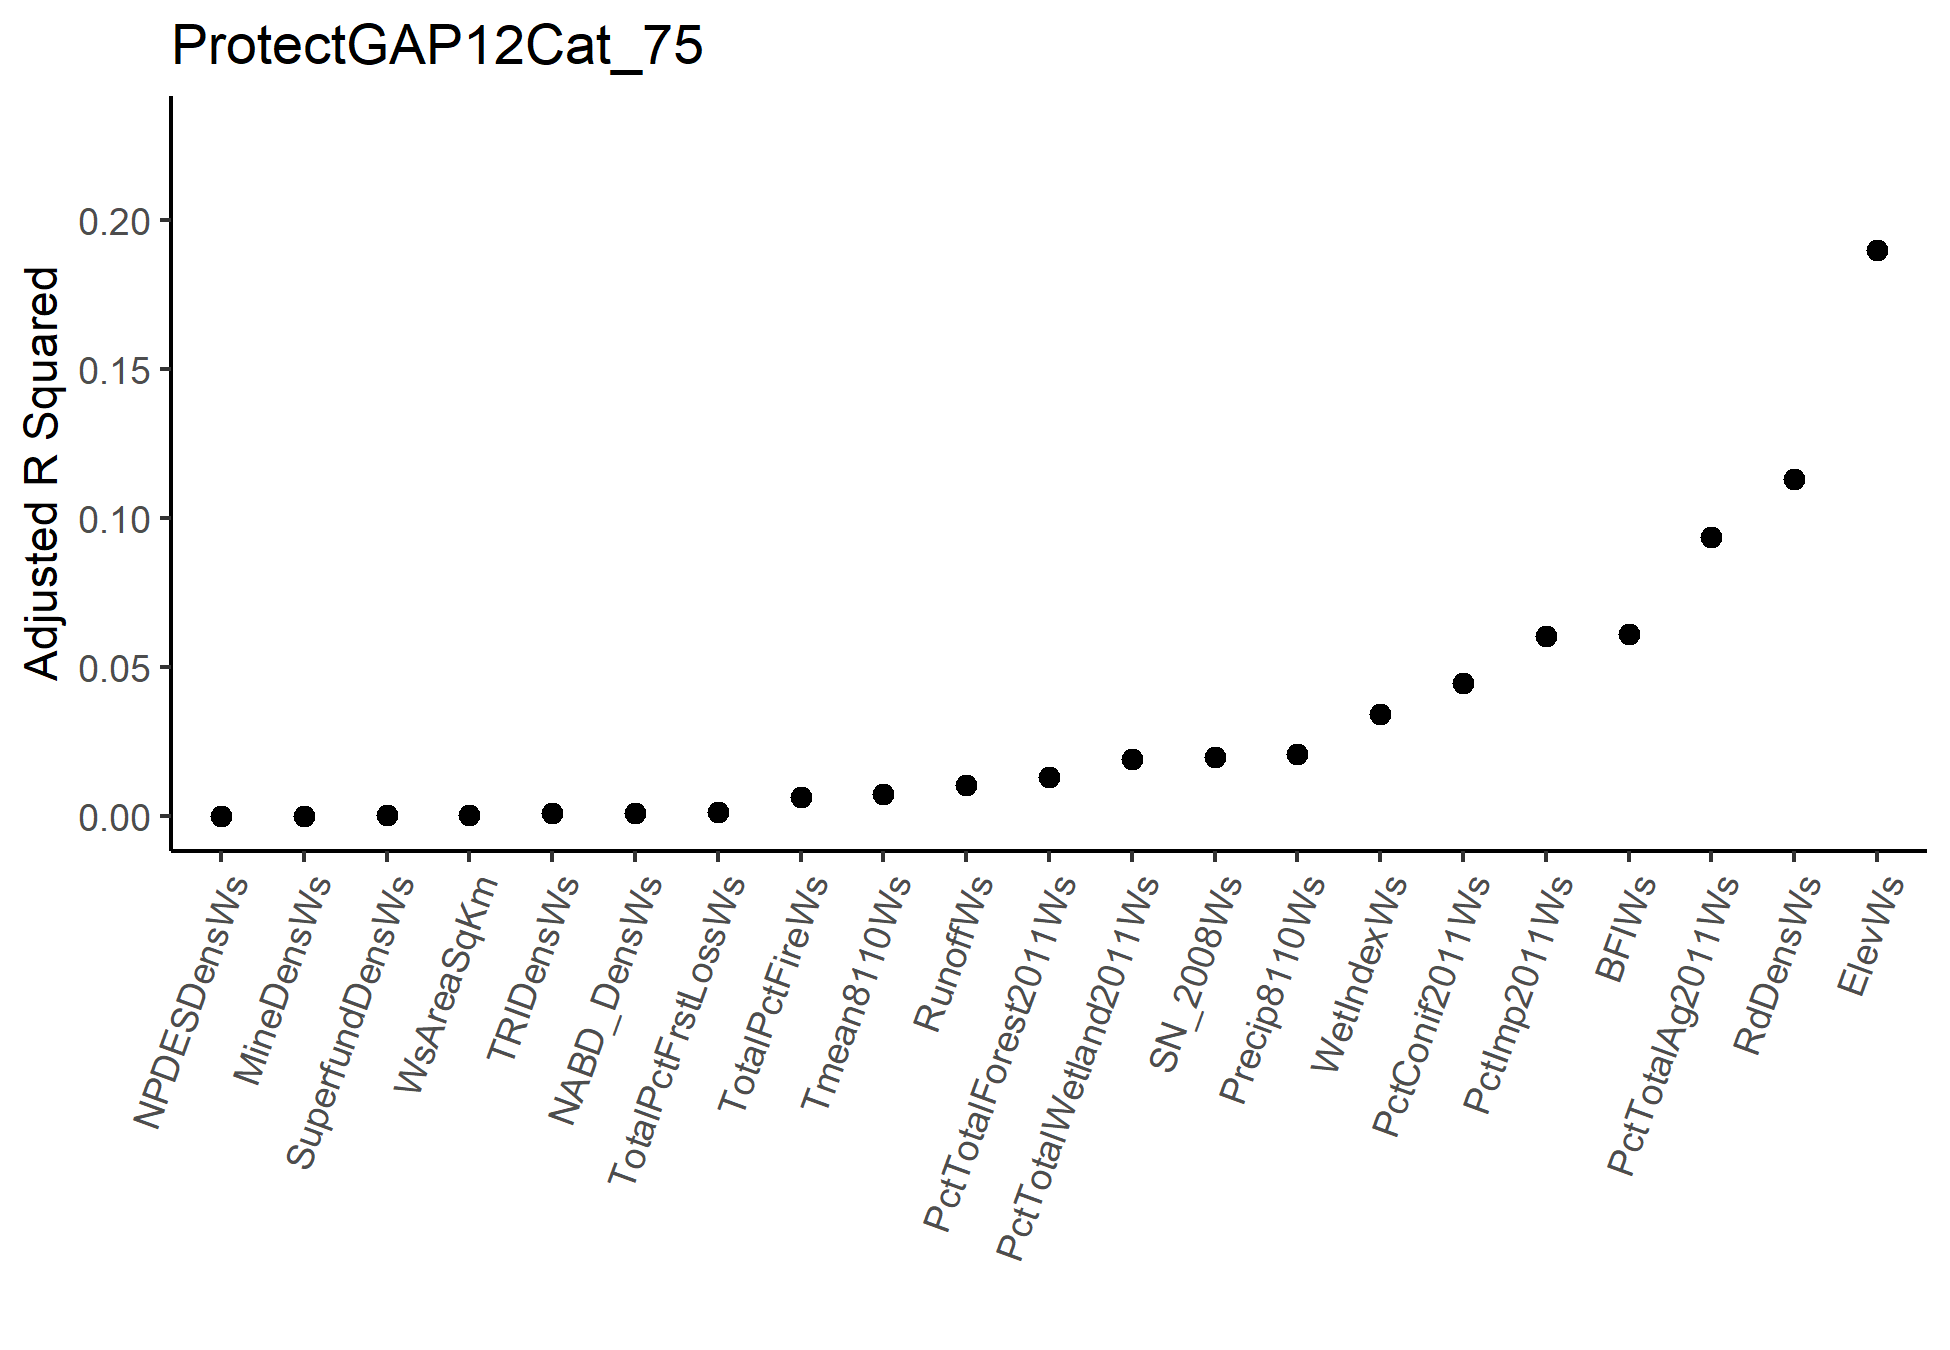 ProtectGAP12Cat_75
Adjusted R Squared
0.20
0.15
0.10
0.05
0.00
NPDESDensWs
MineDensWs
SuperfundDensWs
WsAreaSqKm
TRIDensWs
NABD_DensWs
TotalPctFrstLossWs
TotalPctFireWs
Tmean8110Ws
RunoffWs
PctTotalForest2011Ws
PctTotalWetland2011Ws
SN_2008Ws
Precip8110Ws
WetIndexWs
PctConif2011Ws
PctImp2011Ws
BFIWs
PctTotalAg2011Ws
RdDensWs
ElevWs